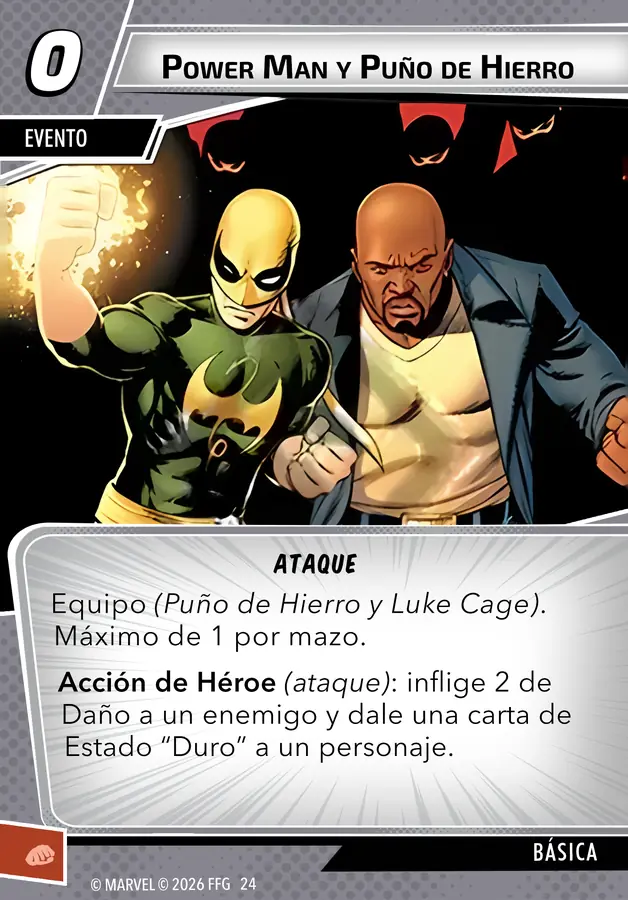 0
POWER MAN Y PUÑO DE HIERRO
EVENTO
ATAQUE
Equipo (Puño de Hierro y Luke Cage).
Máximo de 1 por mazo.
Acción de Héroe (ataque): inflige 2 de
Daño a un enemigo y dale una carta de
Estado “Duro” a un personaje.
BÁSICA
© MARVEL © 2026 FFG 24